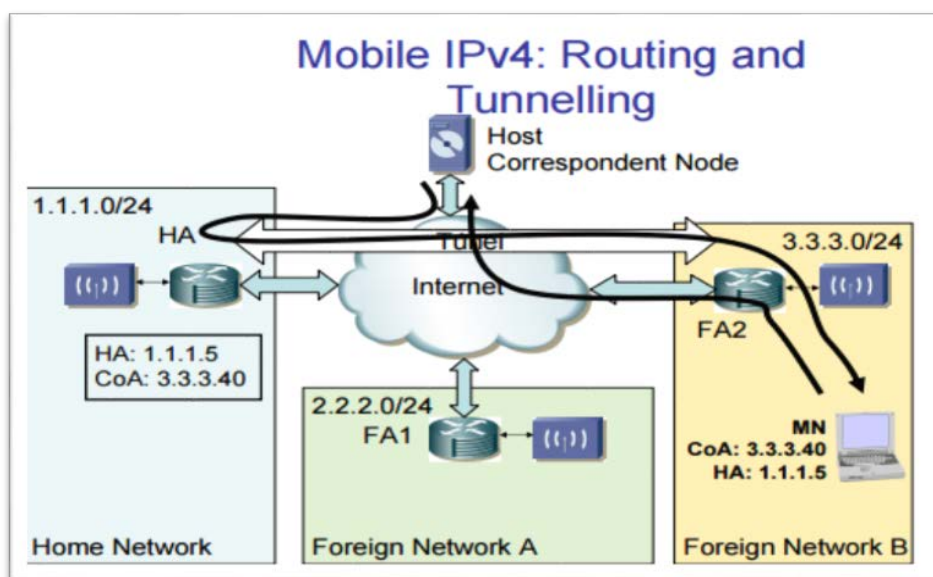 Mobile IPv4: Routing and
Tunnelling
Host
Correspondent Node
1.1.1.0/24
HA
Túnel
3.3.3.0/24
Internet
FA2
HA: 1.1.1.5
CoA: 3.3.3.40
2.2.2.0/24
FA1
MN
CoA: 3.3.3.40
HA: 1.1.1.5
Home Network
Foreign Network A
Foreign Network B